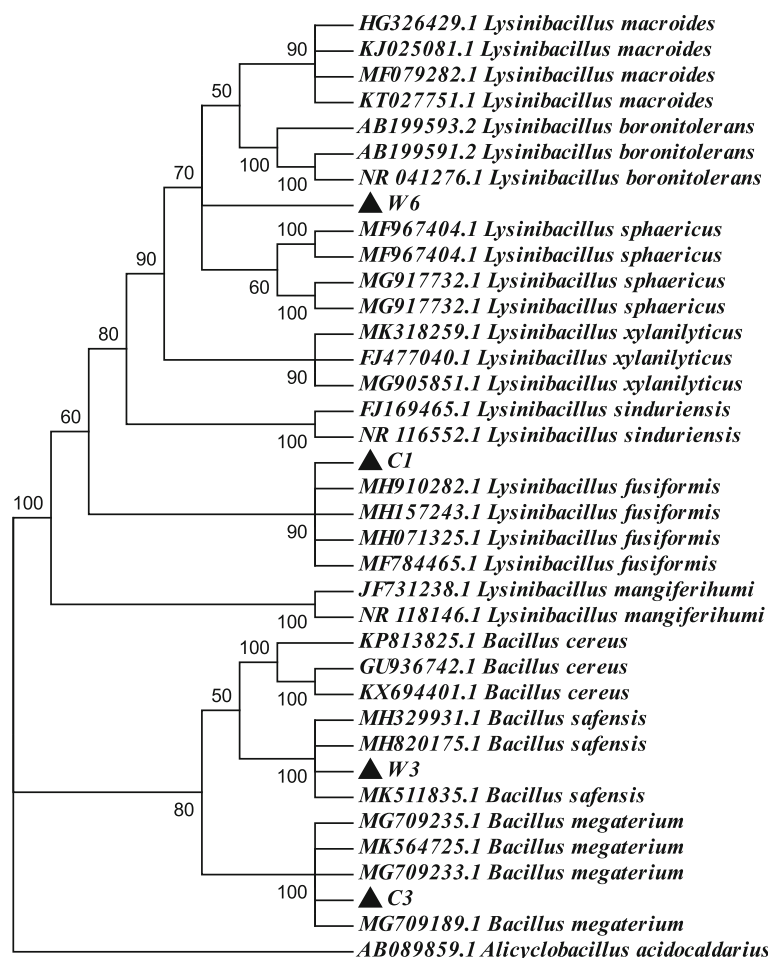 HG326429.1 Lysinibacillus macroides
90
KJ025081.1 Lysinibacillus macroides
MF079282.1 Lysinibacillus macroides
50
KT027751.1 Lysinibacillus macroides
AB199593.2 Lysinibacillus boronitolerans
100
AB199591.2 Lysinibacillus boronitolerans
70
100
NR 041276.1 Lysinibacillus boronitolerans
W6
100
MF967404.1 Lysinibacillus sphaericus
MF967404.1 Lysinibacillus sphaericus
90
60
MG917732.1 Lysinibacillus sphaericus
100
MG917732.1 Lysinibacillus sphaericus
80
MK318259.1 Lysinibacillus xylanilyticus
FJ477040.1 Lysinibacillus xylanilyticus
90
MG905851.1 Lysinibacillus xylanilyticus
60
FJ169465.1 Lysinibacillus sinduriensis
100
NR 116552.1 Lysinibacillus sinduriensis
C1
100
MH910282.1 Lysinibacillus fusiformis
MH157243.1 Lysinibacillus fusiformis
90
MH071325.1 Lysinibacillus fusiformis
MF784465.1 Lysinibacillus fusiformis
JF731238.1 Lysinibacillus mangiferihumi
100
NR 118146.1 Lysinibacillus mangiferihumi
100
KP813825.1 Bacillus cereus
GU936742.1 Bacillus cereus
50
100
KX694401.1 Bacillus cereus
MH329931.1 Bacillus safensis
MH820175.1 Bacillus safensis
100
W3
80
MK511835.1 Bacillus safensis
MG709235.1 Bacillus megaterium
MK564725.1 Bacillus megaterium
MG709233.1 Bacillus megaterium
100
C3
MG709189.1 Bacillus megaterium
AB089859.1 Alicyclobacillus acidocaldarius